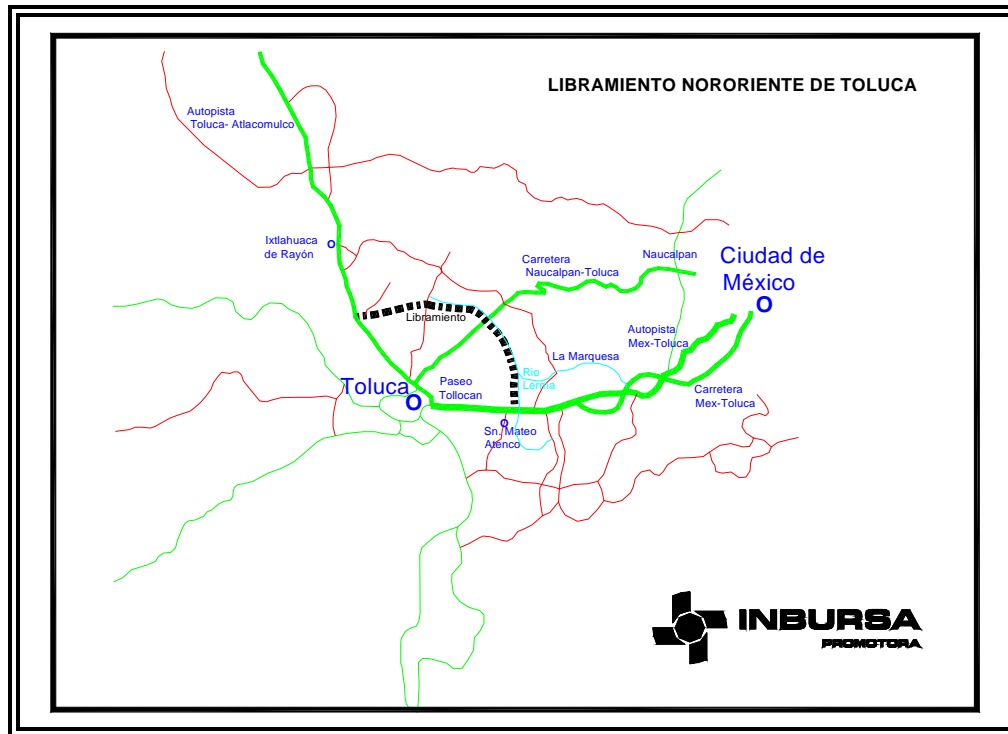 LIBRAMIENTO NORORIENTE DE TOLUCA
Autopista
Toluca- Atlacomulco
Ixtlahuaca
de Rayón
Carretera
Naucalpan-Toluca
Naucalpan
Ciudad de
México
O
Libramiento
Autopista
Mex-Toluca
La Marquesa
Rio
Lerma
Carretera
Mex-Toluca
Paseo
Tollocan
Toluca
O
Sn. Mateo
Atenco
INBURSA
PROMOTORA